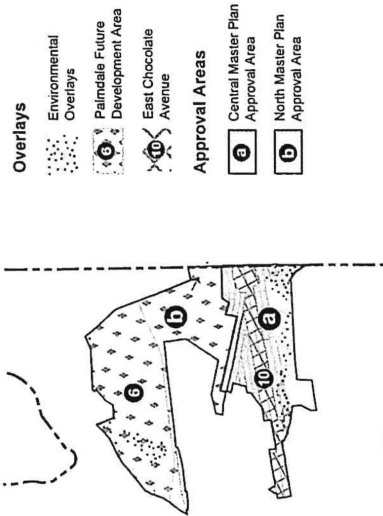 Overlays
Environmental
Overlays
6
Palmdale Future
Development Area
10
East Chocolate
Avenue
Approval Areas
a
Central Master Plan
Approval Area
b
North Master Plan
Approval Area
6
b
10
a